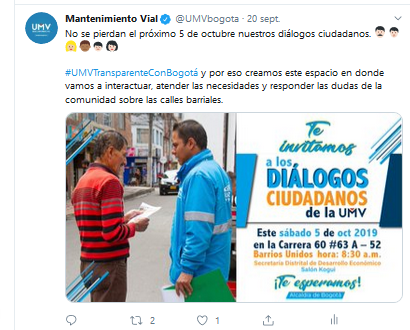 Mantenimiento Vial @UMVbogota · 20 sept.
No se pierdan el próximo 5 de octubre nuestros diálogos ciudadanos.
#UMVTransparenteConBogotá y por eso creamos este espacio en donde
vamos a interactuar, atender las necesidades y responder las dudas de la
comunidad sobre las calles barriales.
UMV
Te
invitamos
a los
DIÁLOGOS
CIUDADANOS
de la UMV
Este sábado 5 de oct 2019
en la Carrera 60 #63 A - 52
Barrios Unidos hora: 8:30 a.m.
Secretaría Distrital de Desarrollo Económico
Salón Kogui
¡Te esperamos!
Alcaldía de Bogotá
2
1